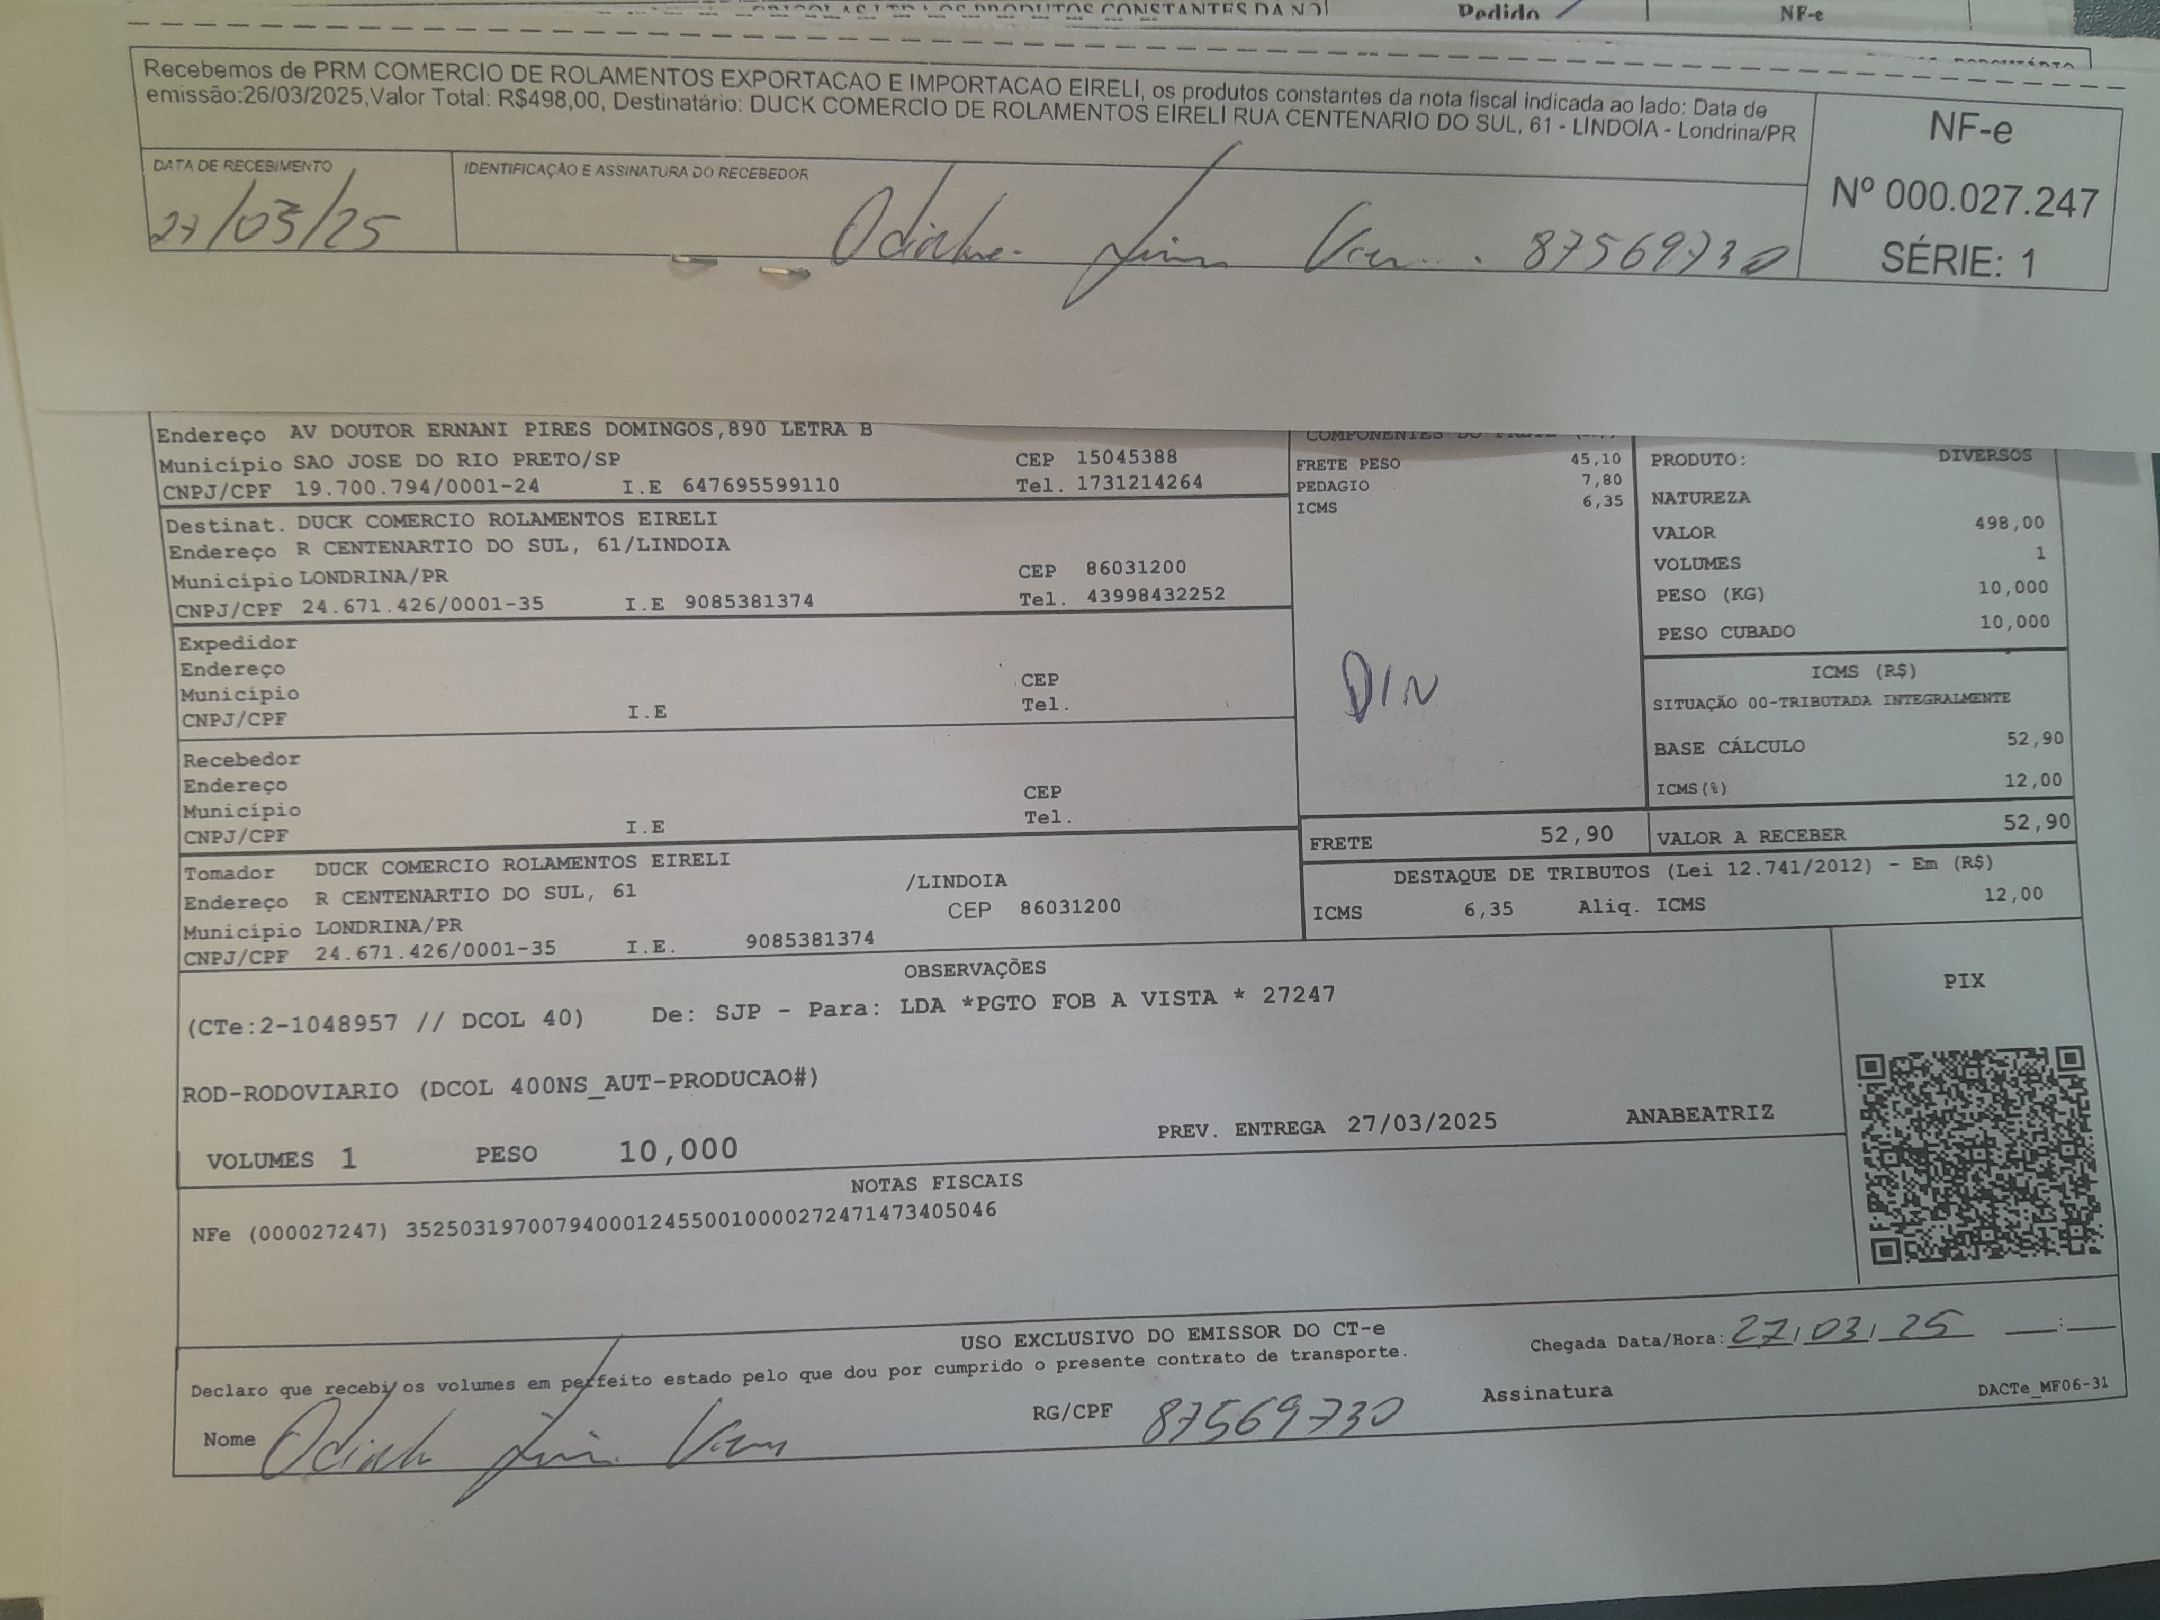 Pedido
NF-e
Recebemos de PRM COMERCIO DE ROLAMENTOS EXPORTACAO E IMPORTACAO EIRELI, os produtos constantes da nota fiscal indicada ao lado: Data de
emissão:26/03/2025,Valor Total: R$498,00, Destinatário: DUCK COMERCIO DE ROLAMENTOS EIRELI RUA CENTENARIO DO SUL, 61 - LINDOIA - Londrina/PR
NF-e
Nº 000.027.247
SÉRIE: 1
DATA DE RECEBIMENTO
27/03/25
IDENTIFICAÇÃO E ASSINATURA DO RECEBEDOR
87569730
Endereço AV DOUTOR ERNANI PIRES DOMINGOS,890 LETRA B
Município SAO JOSE DO RIO PRETO/SP CEP 15045388
CNPJ/CPF 19.700.794/0001-24 I.E 647695599110 Tel. 1731214264
Destinat. DUCK COMERCIO ROLAMENTOS EIRELI
Endereço R CENTENARTIO DO SUL, 61/LINDOIA
Município LONDRINA/PR CEP 86031200
CNPJ/CPF 24.671.426/0001-35 I.E 9085381374 Tel. 43998432252
Expedidor
Endereço
Município CEP
CNPJ/CPF I.E Tel.
Recebedor
Endereço
Município CEP
CNPJ/CPF I.E Tel.
Tomador DUCK COMERCIO ROLAMENTOS EIRELI
Endereço R CENTENARTIO DO SUL, 61 /LINDOIA
Município LONDRINA/PR CEP 86031200
CNPJ/CPF 24.671.426/0001-35 I.E. 9085381374
COMPONENTES DO FRETE
FRETE PESO 45,10
PEDAGIO 7,80
ICMS 6,35
DIN
PRODUTO: DIVERSOS
NATUREZA
VALOR 498,00
VOLUMES 1
PESO (KG) 10,000
PESO CUBADO 10,000
ICMS (R$)
SITUAÇÃO 00-TRIBUTADA INTEGRALMENTE
BASE CÁLCULO 52,90
ICMS(%) 12,00
FRETE 52,90 VALOR A RECEBER 52,90
DESTAQUE DE TRIBUTOS (Lei 12.741/2012) - Em (R$)
ICMS 6,35 Aliq. ICMS 12,00
OBSERVAÇÕES
(CTe:2-1048957 // DCOL 40) De: SJP - Para: LDA *PGTO FOB A VISTA * 27247
ROD-RODOVIARIO (DCOL 400NS_AUT-PRODUCAO#)
VOLUMES 1 PESO 10,000 PREV. ENTREGA 27/03/2025 ANABEATRIZ
PIX
NOTAS FISCAIS
NFe (000027247) 35250319700794000124550010000272471473405046
USO EXCLUSIVO DO EMISSOR DO CT-e
Declaro que recebi os volumes em perfeito estado pelo que dou por cumprido o presente contrato de transporte.
Chegada Data/Hora: 27/03/25 __:__
Nome RG/CPF 87569730 Assinatura
DACTe_MF06-31